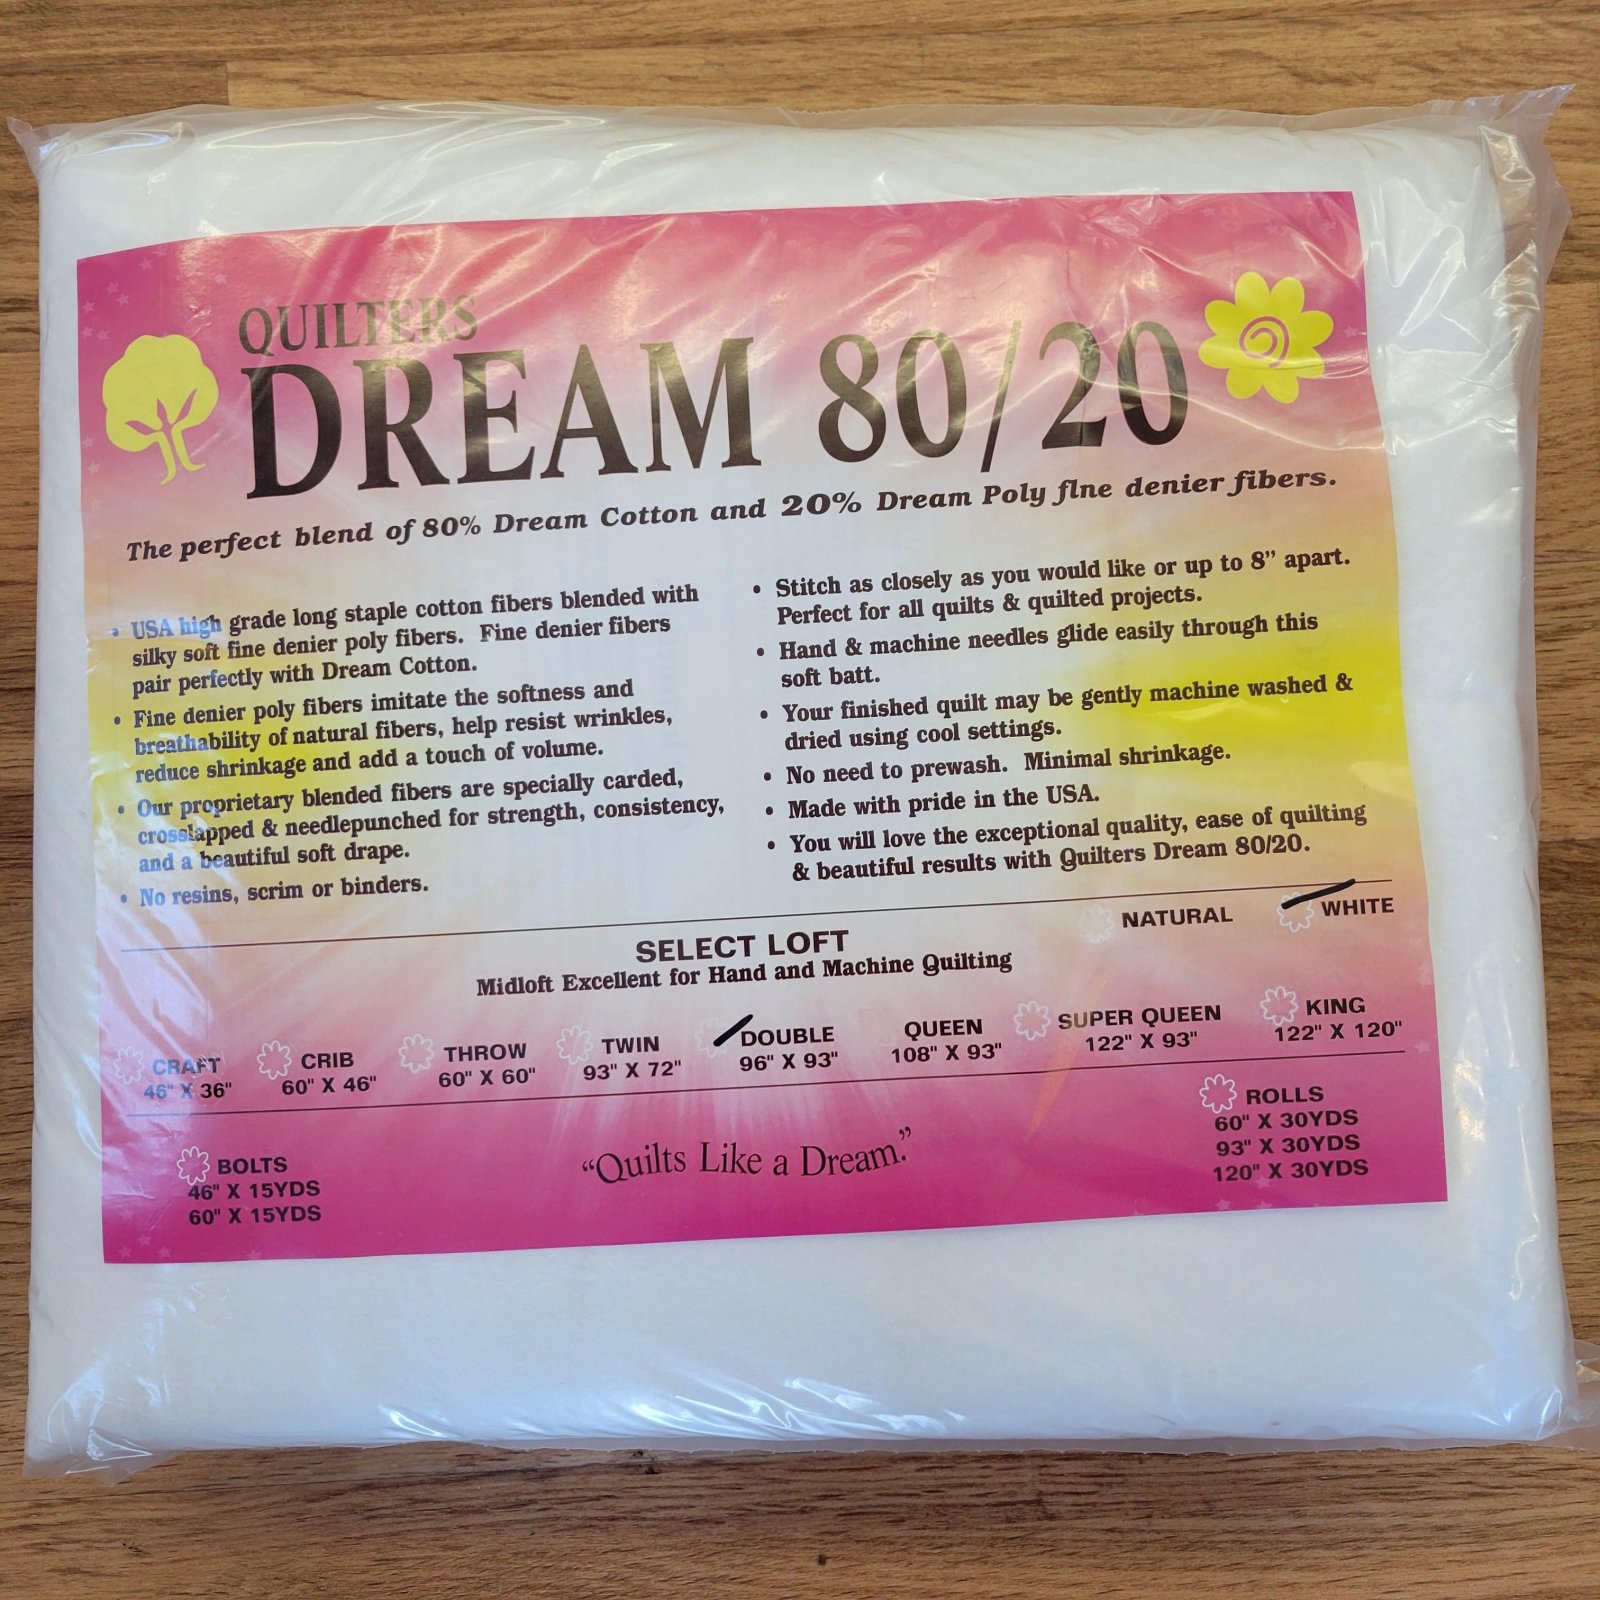 QUILTERS
DREAM 80/20
The perfect blend of 80% Dream Cotton and 20% Dream Poly fIne denier fibers.
• USA high grade long staple cotton fibers blended with
silky soft fine denier poly fibers. Fine denier fibers
pair perfectly with Dream Cotton.
• Fine denier poly fibers imitate the softness and
breathability of natural fibers, help resist wrinkles,
reduce shrinkage and add a touch of volume.
• Our proprietary blended fibers are specially carded,
crosslapped & needlepunched for strength, consistency,
and a beautiful soft drape.
• No resins, scrim or binders.
• Stitch as closely as you would like or up to 8” apart.
Perfect for all quilts & quilted projects.
• Hand & machine needles glide easily through this
soft batt.
• Your finished quilt may be gently machine washed &
dried using cool settings.
• No need to prewash. Minimal shrinkage.
• Made with pride in the USA.
• You will love the exceptional quality, ease of quilting
& beautiful results with Quilters Dream 80/20.
NATURAL WHITE
SELECT LOFT
Midloft Excellent for Hand and Machine Quilting
CRAFT
46" X 36"
CRIB
60" X 46"
THROW
60" X 60"
TWIN
93" X 72"
DOUBLE
96" X 93"
QUEEN
108" X 93"
SUPER QUEEN
122" X 93"
KING
122" X 120"
BOLTS
46" X 15YDS
60" X 15YDS
“Quilts Like a Dream.”
ROLLS
60" X 30YDS
93" X 30YDS
120" X 30YDS